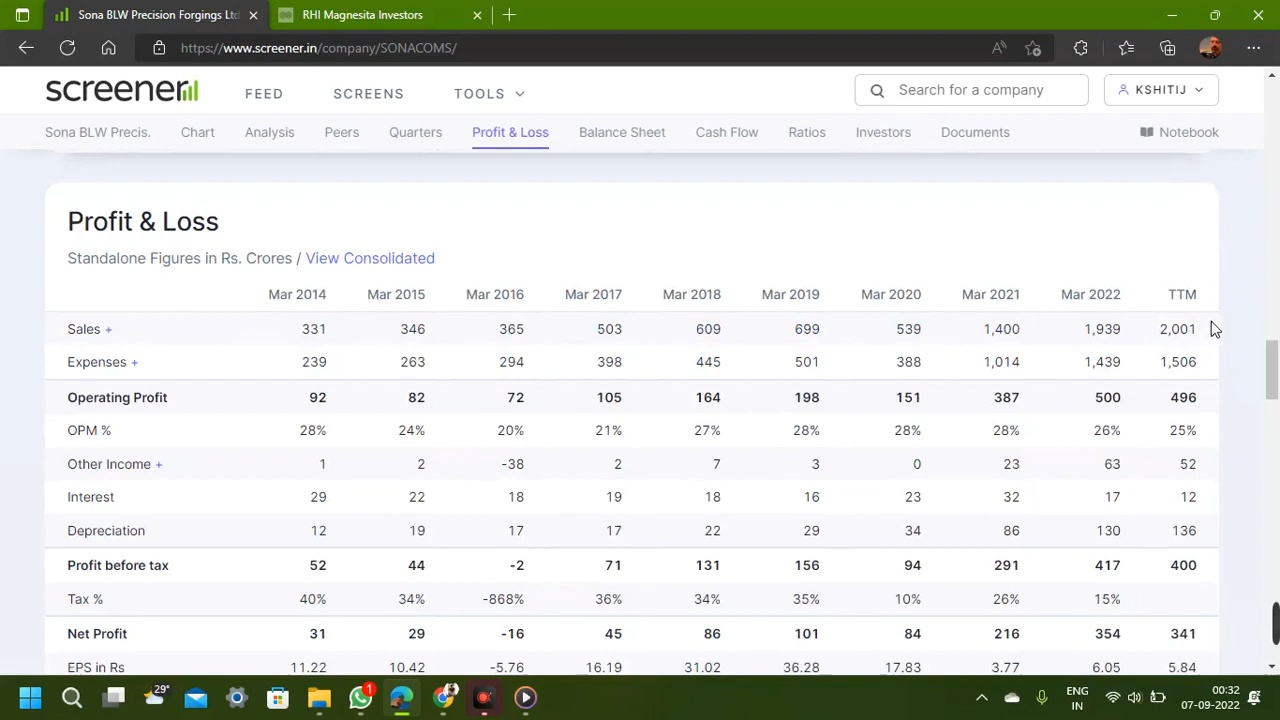 Sona BLW Precision Forgings Ltd
RHI Magnesita Investors
https://www.screener.in/company/SONACOMS/
screener
FEED SCREENS TOOLS
Search for a company
KSHITIJ
Sona BLW Precis. Chart Analysis Peers Quarters Profit & Loss Balance Sheet Cash Flow Ratios Investors Documents Notebook
Profit & Loss
Standalone Figures in Rs. Crores / View Consolidated
Mar 2014 Mar 2015 Mar 2016 Mar 2017 Mar 2018 Mar 2019 Mar 2020 Mar 2021 Mar 2022 TTM
Sales + 331 346 365 503 609 699 539 1,400 1,939 2,001
Expenses + 239 263 294 398 445 501 388 1,014 1,439 1,506
Operating Profit 92 82 72 105 164 198 151 387 500 496
OPM % 28% 24% 20% 21% 27% 28% 28% 28% 26% 25%
Other Income + 1 2 -38 2 7 3 0 23 63 52
Interest 29 22 18 19 18 16 23 32 17 12
Depreciation 12 19 17 17 22 29 34 86 130 136
Profit before tax 52 44 -2 71 131 156 94 291 417 400
Tax % 40% 34% -868% 36% 34% 35% 10% 26% 15%
Net Profit 31 29 -16 45 86 101 84 216 354 341
EPS in Rs 11.22 10.42 -5.76 16.19 31.02 36.28 17.83 3.77 6.05 5.84
29°
1
ENG
IN
00:32
07-09-2022